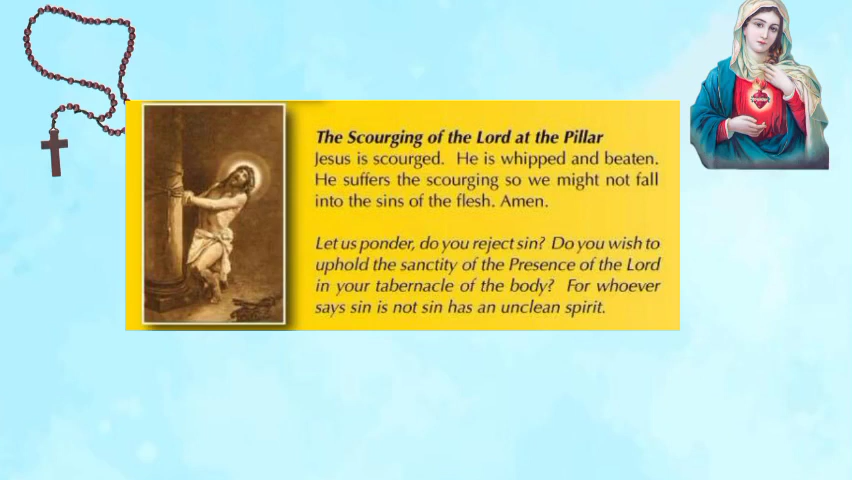 The Scourging of the Lord at the Pillar
Jesus is scourged. He is whipped and beaten.
He suffers the scourging so we might not fall
into the sins of the flesh. Amen.
Let us ponder, do you reject sin? Do you wish to
uphold the sanctity of the Presence of the Lord
in your tabernacle of the body? For whoever
says sin is not sin has an unclean spirit.